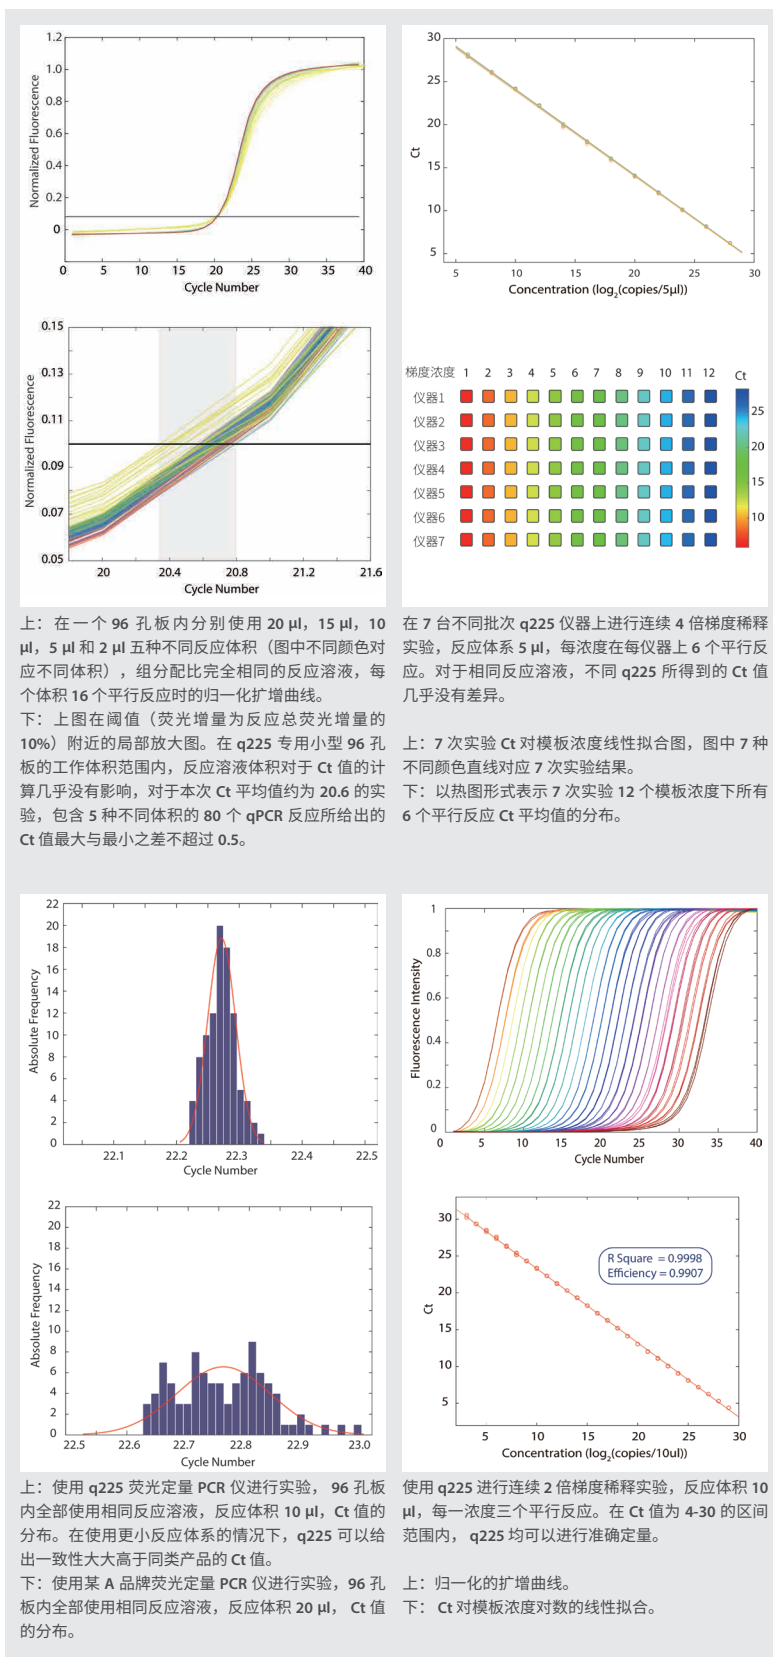 1.2
1.0
0.8
0.6
0.4
0.2
0
Normalized Fluorescence
0 5 10 15 20 25 30 35 40
Cycle Number
0.15
0.13
0.11
0.09
0.07
0.05
Normalized Fluorescence
20 20.4 20.8 21.2 21.6
Cycle Number
上：在一个 96 孔板内分别使用 20 μl，15 μl，10
μl，5 μl 和 2 μl 五种不同反应体积（图中不同颜色对
应不同体积），组分配比完全相同的反应溶液，每
个体积 16 个平行反应时的归一化扩增曲线。
下：上图在阈值（荧光增量为反应总荧光增量的
10%）附近的局部放大图。在 q225 专用小型 96 孔
板的工作体积范围内，反应溶液体积对于 Ct 值的计
算几乎没有影响，对于本次 Ct 平均值约为 20.6 的实
验，包含 5 种不同体积的 80 个 qPCR 反应所给出的
Ct 值最大与最小之差不超过 0.5。
30
25
20
15
10
5
Ct
5 10 15 20 25 30
Concentration (log2(copies/5μl))
梯度浓度 1 2 3 4 5 6 7 8 9 10 11 12 Ct
仪器1
仪器2
仪器3
仪器4
仪器5
仪器6
仪器7
25
20
15
10
在 7 台不同批次 q225 仪器上进行连续 4 倍梯度稀释
实验，反应体系 5 μl，每浓度在每仪器上 6 个平行反
应。对于相同反应溶液，不同 q225 所得到的 Ct 值
几乎没有差异。
上：7 次实验 Ct 对模板浓度线性拟合图，图中 7 种
不同颜色直线对应 7 次实验结果。
下：以热图形式表示 7 次实验 12 个模板浓度下所有
6 个平行反应 Ct 平均值的分布。
22
20
18
16
14
12
10
8
6
4
2
0
Absolute Frequency
22.1 22.2 22.3 22.4 22.5
Cycle Number
22
20
18
16
14
12
10
8
6
4
2
0
Absolute Frequency
22.5 22.6 22.7 22.8 22.9 23.0
Cycle Number
上：使用 q225 荧光定量 PCR 仪进行实验， 96 孔板
内全部使用相同反应溶液，反应体积 10 μl，Ct 值的
分布。在使用更小反应体系的情况下，q225 可以给
出一致性大大高于同类产品的 Ct 值。
下：使用某 A 品牌荧光定量 PCR 仪进行实验，96 孔
板内全部使用相同反应溶液，反应体积 20 μl， Ct 值
的分布。
1
0.8
0.6
0.4
0.2
0
Fluorescence Intensity
0 5 10 15 20 25 30 35 40
Cycle Number
30
25
20
15
10
5
Ct
R Square = 0.9998
Efficiency = 0.9907
5 10 15 20 25 30
Concentration (log2(copies/10ul))
使用 q225 进行连续 2 倍梯度稀释实验，反应体积 10
μl，每一浓度三个平行反应。在 Ct 值为 4-30 的区间
范围内， q225 均可以进行准确定量。
上：归一化的扩增曲线。
下： Ct 对模板浓度对数的线性拟合。